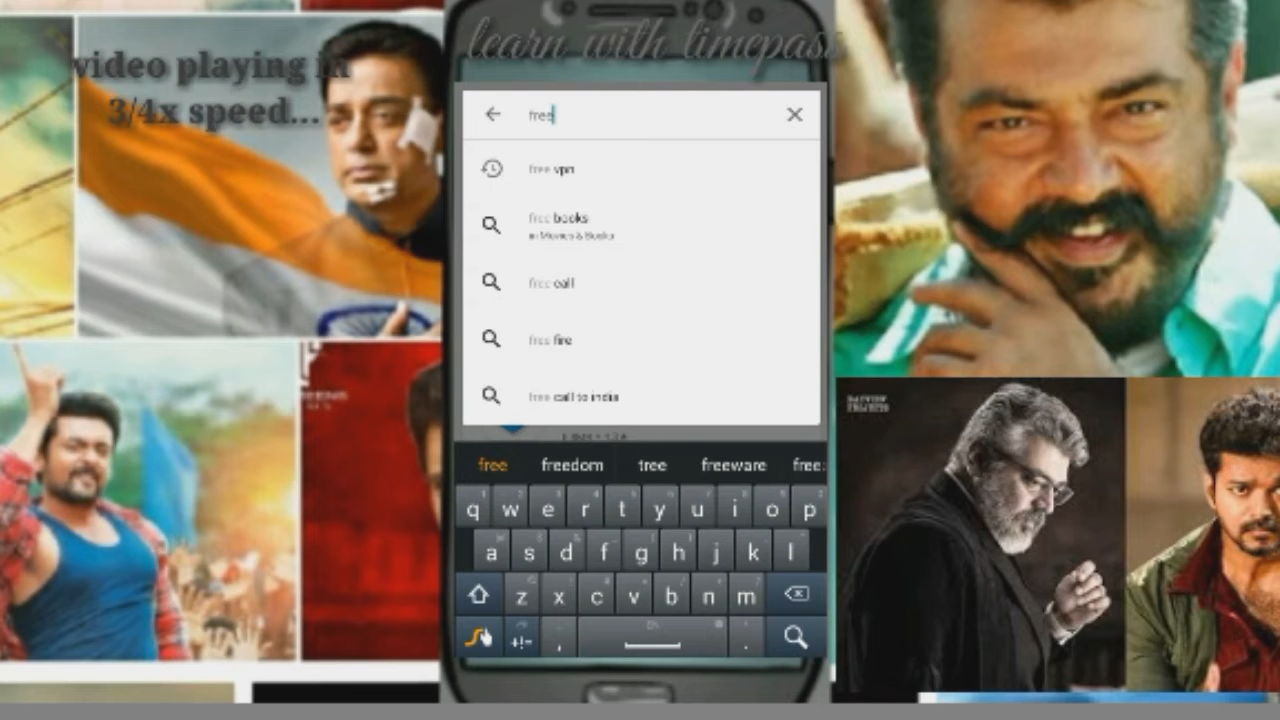 learn with timepass
video playing in
3/4x speed...
free
free vpn
free books
in Movies & Books
free call
free fire
free call to india
free freedom tree freeware free
q w e r t y u i o p
a s d f g h j k l
z x c v b n m
+!= , .